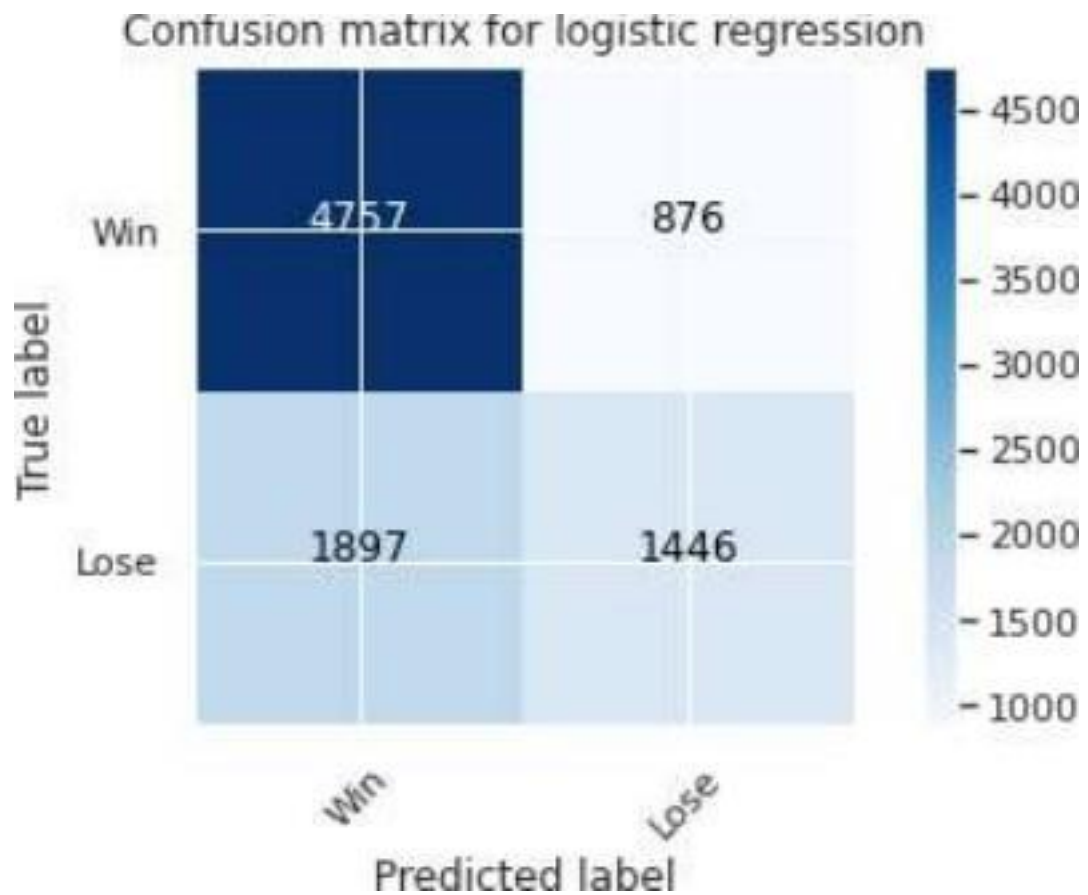 Confusion matrix for logistic regression
4757 876
1897 1446
Win
Lose
True label
Win Lose
Predicted label
4500
4000
3500
3000
2500
2000
1500
1000